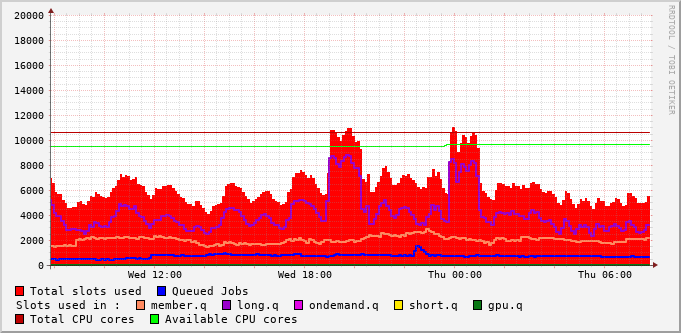 20000
18000
16000
14000
12000
10000
8000
6000
4000
2000
0
Wed 12:00 Wed 18:00 Thu 00:00 Thu 06:00
RRDTOOL / TOBI OETIKER
Total slots used Queued Jobs
Slots used in : member.q long.q ondemand.q short.q gpu.q
Total CPU cores Available CPU cores